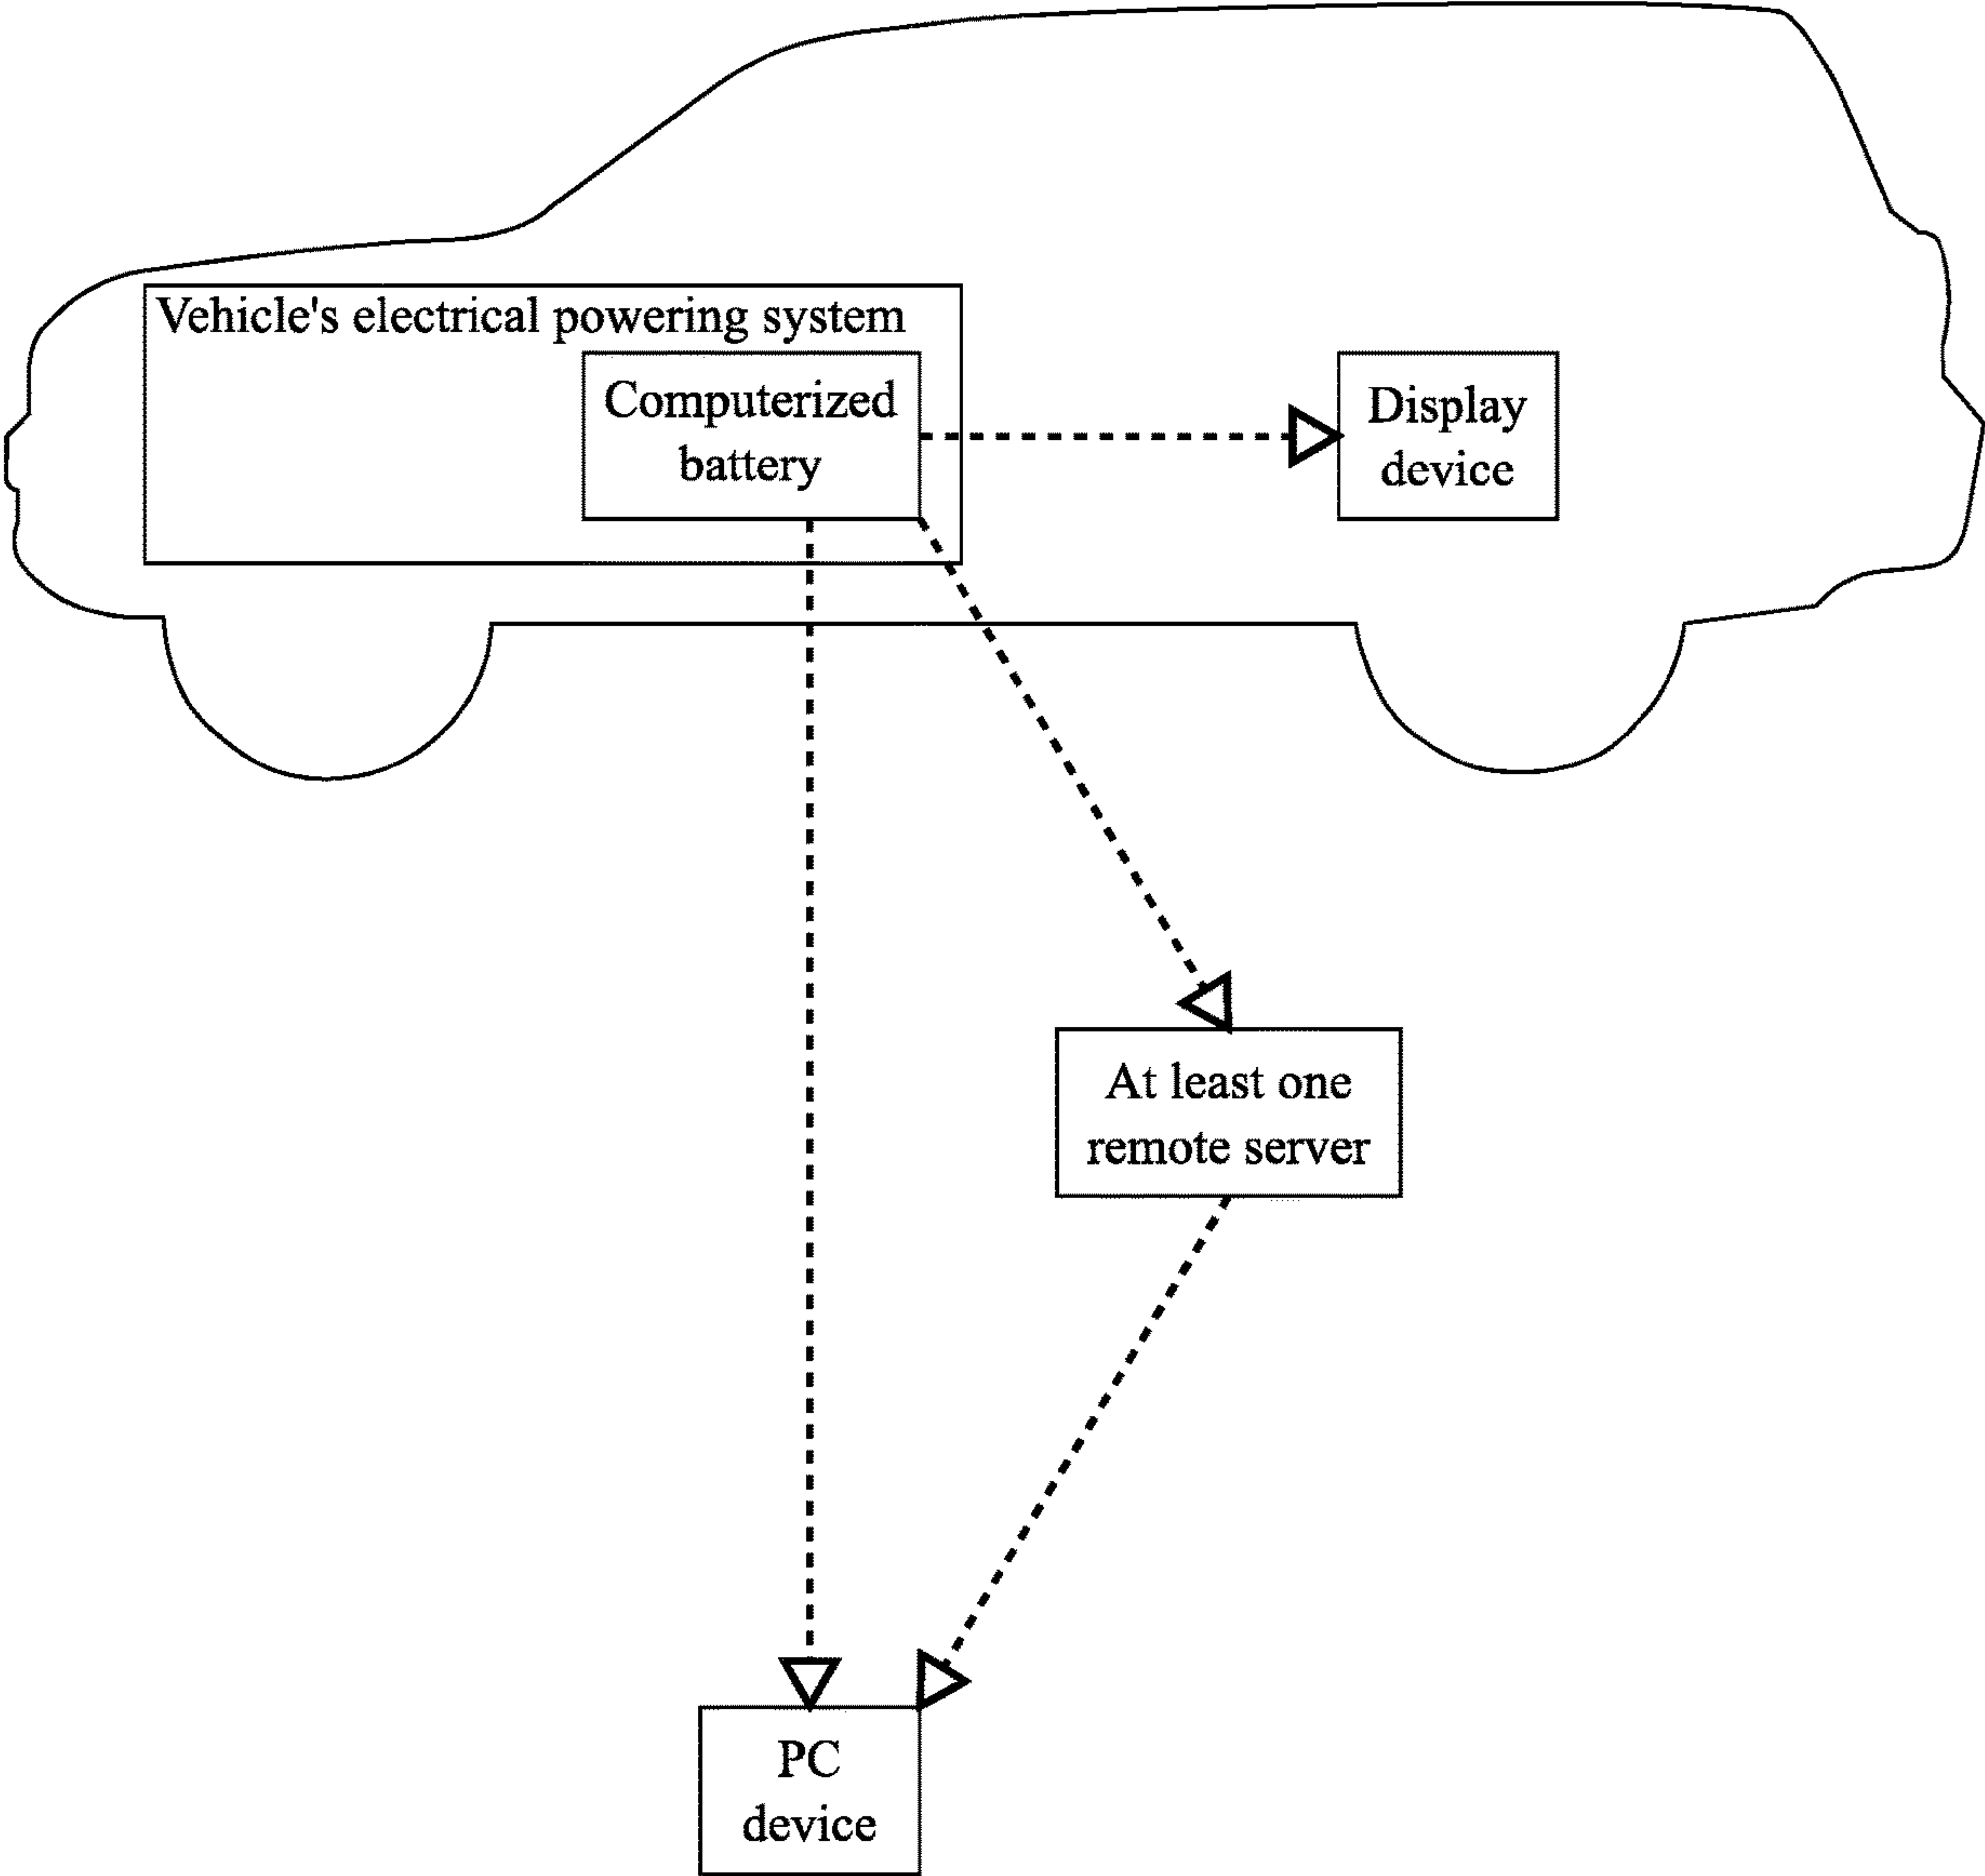 Vehicle's electrical powering system
Computerized
battery
Display
device
At least one
remote server
PC
device